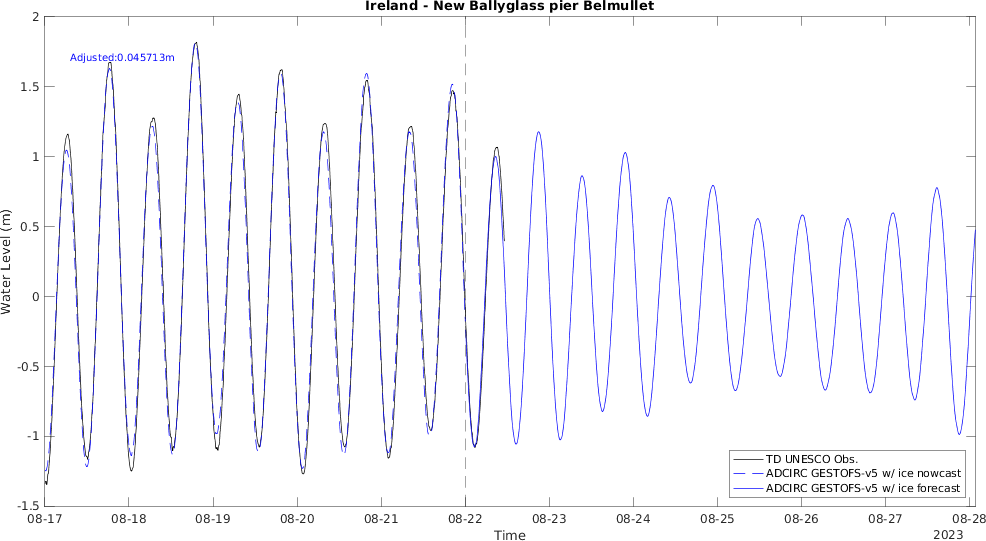 Ireland - New Ballyglass pier Belmullet
Adjusted:0.045713m
2
1.5
1
0.5
0
-0.5
-1
-1.5
Water Level (m)
08-17 08-18 08-19 08-20 08-21 08-22 08-23 08-24 08-25 08-26 08-27 08-28
Time
2023
TD UNESCO Obs.
ADCIRC GESTOFS-v5 w/ ice nowcast
ADCIRC GESTOFS-v5 w/ ice forecast